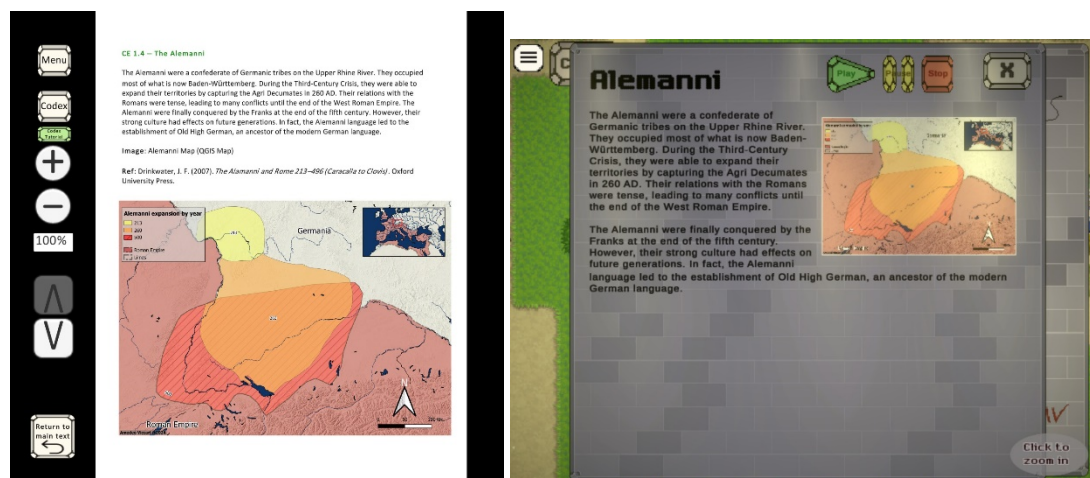 Menu
Codex
Codex
Tutorial
100%
Return to
main text
CE 1.4 – The Alemanni
The Alemanni were a confederate of Germanic tribes on the Upper Rhine River. They occupied
most of what is now Baden-Württemberg. During the Third-Century Crisis, they were able to
expand their territories by capturing the Agri Decumates in 260 AD. Their relations with the
Romans were tense, leading to many conflicts until the end of the West Roman Empire. The
Alemanni were finally conquered by the Franks at the end of the fifth century. However, their
strong culture had effects on future generations. In fact, the Alemanni language led to the
establishment of Old High German, an ancestor of the modern German language.
Image: Alemanni Map (QGIS Map)
Ref: Drinkwater, J. F. (2007). The Alamanni and Rome 213–496 (Caracalla to Clovis) . Oxford
University Press.
Alemanni expansion by year
Roman Empire
Germania
Roman Empire
N
Alemanni
Play
Stop
X
The Alemanni were a confederate of
Germanic tribes on the Upper Rhine River.
They occupied most of what is now Baden-
Württemberg. During the Third-Century
Crisis, they were able to expand their
territories by capturing the Agri Decumates
in 260 AD. Their relations with the Romans
were tense, leading to many conflicts until
the end of the West Roman Empire.
The Alemanni were finally conquered by the
Franks at the end of the fifth century.
However, their strong culture had effects on
future generations. In fact, the Alemanni
language led to the establishment of Old High German, an ancestor of the modern
German language.
Click to
zoom in